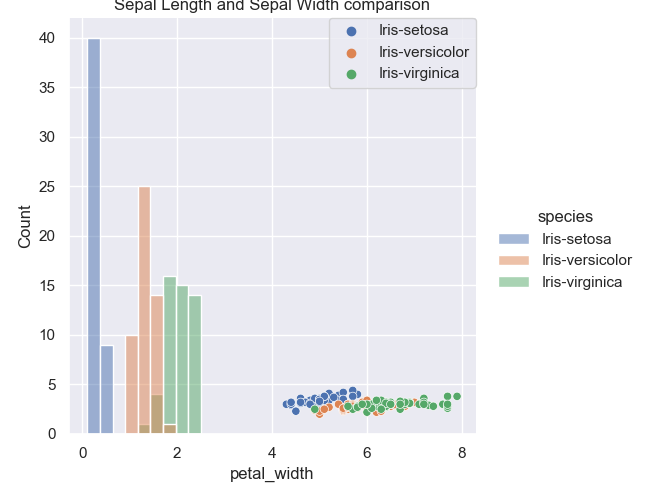 Sepal Length and Sepal Width comparison
Iris-setosa
Iris-versicolor
Iris-virginica
40
35
30
25
20
15
10
5
0
Count
0
2
4
6
8
petal_width
species
Iris-setosa
Iris-versicolor
Iris-virginica